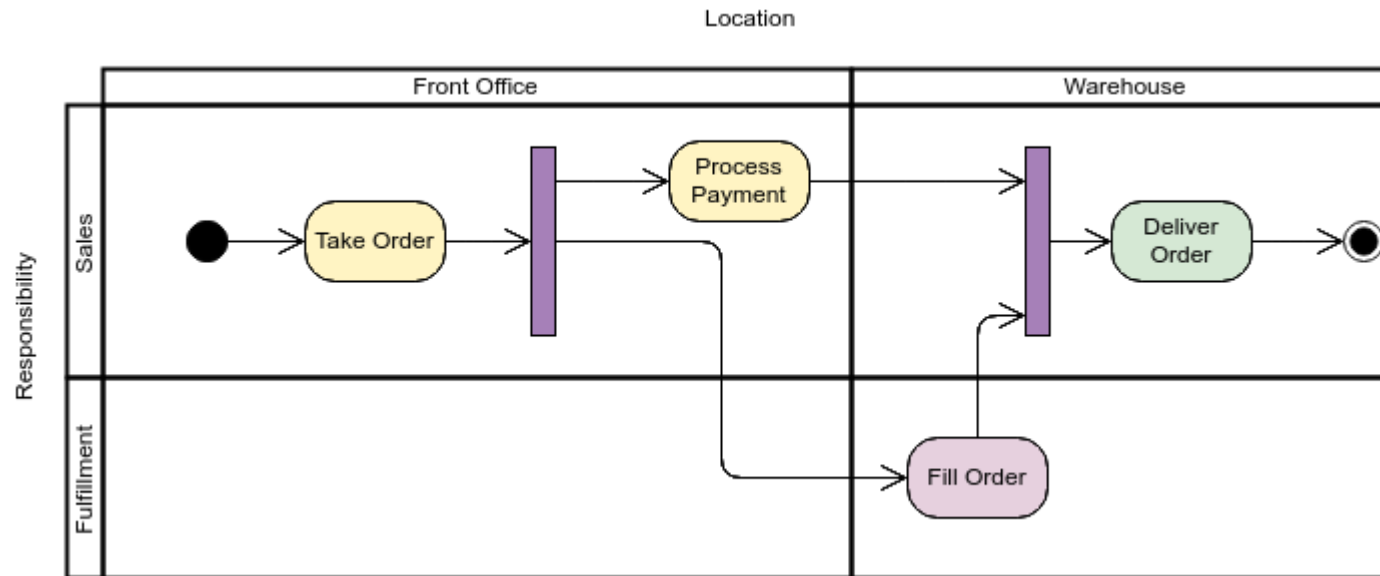 Location
Front Office
Warehouse
Responsibility
Sales
Take Order
Process
Payment
Deliver
Order
Fulfillment
Fill Order